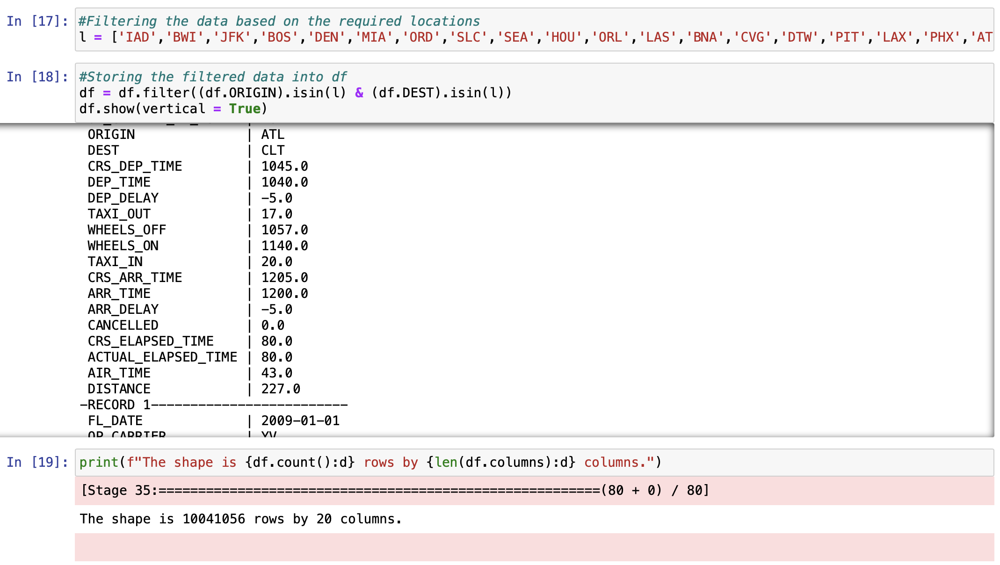 In [17]: #Filtering the data based on the required locations
l = ['IAD','BWI','JFK','BOS','DEN','MIA','ORD','SLC','SEA','HOU','ORL','LAS','BNA','CVG','DTW','PIT','LAX','PHX','AT
In [18]: #Storing the filtered data into df
df = df.filter((df.ORIGIN).isin(l) & (df.DEST).isin(l))
df.show(vertical = True)
ORIGIN | ATL
DEST | CLT
CRS_DEP_TIME | 1045.0
DEP_TIME | 1040.0
DEP_DELAY | -5.0
TAXI_OUT | 17.0
WHEELS_OFF | 1057.0
WHEELS_ON | 1140.0
TAXI_IN | 20.0
CRS_ARR_TIME | 1205.0
ARR_TIME | 1200.0
ARR_DELAY | -5.0
CANCELLED | 0.0
CRS_ELAPSED_TIME | 80.0
ACTUAL_ELAPSED_TIME | 80.0
AIR_TIME | 43.0
DISTANCE | 227.0
-RECORD 1-------------------------
FL_DATE | 2009-01-01
OP_CARRIER | YV
In [19]: print(f"The shape is {df.count():d} rows by {len(df.columns):d} columns.")
[Stage 35:========================================================(80 + 0) / 80]
The shape is 10041056 rows by 20 columns.